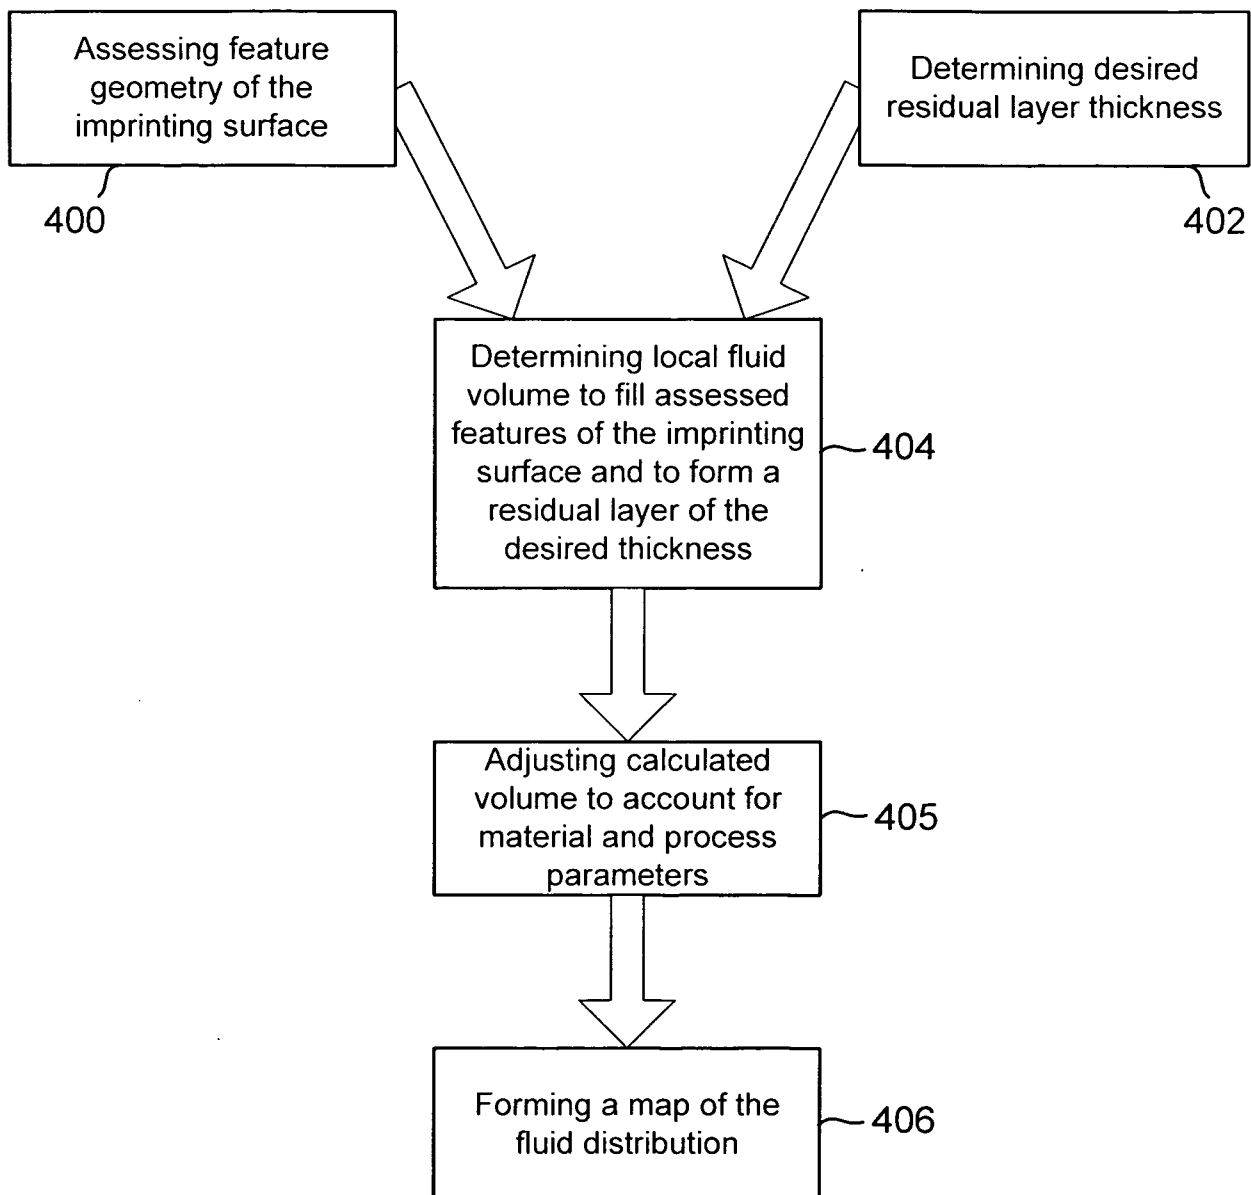 Assessing feature
geometry of the
imprinting surface
400
Determining desired
residual layer thickness
402
Determining local fluid
volume to fill assessed
features of the imprinting
surface and to form a
residual layer of the
desired thickness
404
Adjusting calculated
volume to account for
material and process
parameters
405
Forming a map of the
fluid distribution
406